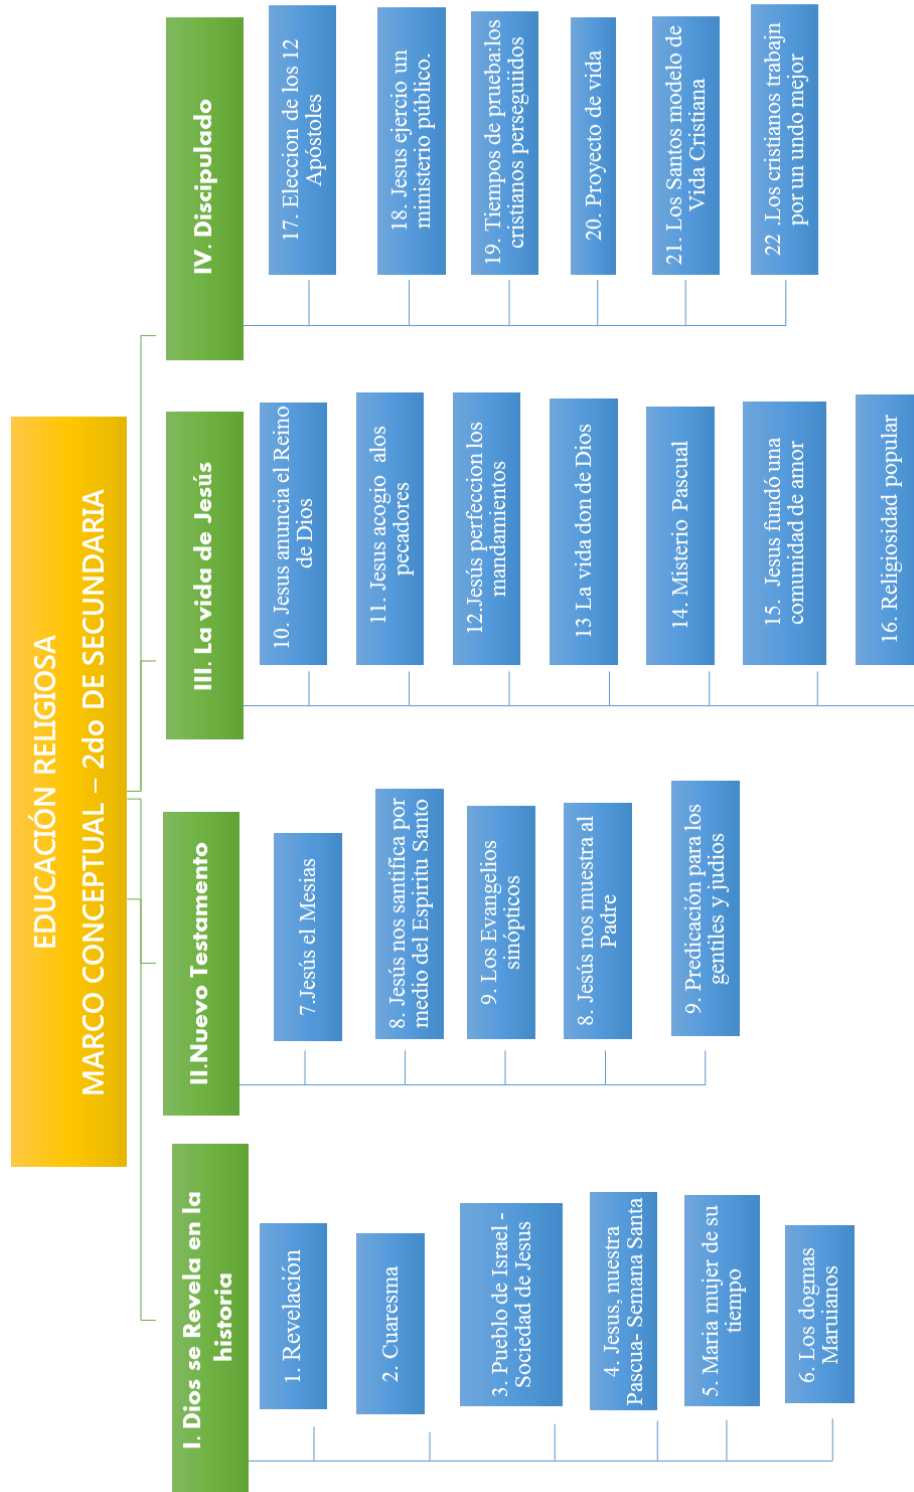 EDUCACIÓN RELIGIOSA
MARCO CONCEPTUAL – 2do DE SECUNDARIA
I. Dios se Revela en la
historia
1. Revelación
2. Cuaresma
3. Pueblo de Israel -
Sociedad de Jesus
4. Jesus, nuestra
Pascua- Semana Santa
5. Maria mujer de su
tiempo
6. Los dogmas
Maruianos
II.Nuevo Testamento
7.Jesús el Mesias
8. Jesús nos santifica por
medio del Espiritu Santo
9. Los Evangelios
sinópticos
8. Jesús nos muestra al
Padre
9. Predicación para los
gentiles y judios
III. La vida de Jesús
10. Jesus anuncia el Reino
de Dios
11. Jesus acogio alos
pecadores
12.Jesús perfeccion los
mandamientos
13 La vida don de Dios
14. Misterio Pascual
15. Jesus fundó una
comunidad de amor
16. Religiosidad popular
IV. Discipulado
17. Eleccion de los 12
Apóstoles
18. Jesus ejercio un
ministerio público.
19. Tiempos de prueba:los
cristianos perseguiidos
20. Proyecto de vida
21. Los Santos modelo de
Vida Cristiana
22 .Los cristianos trabajn
por un undo mejor